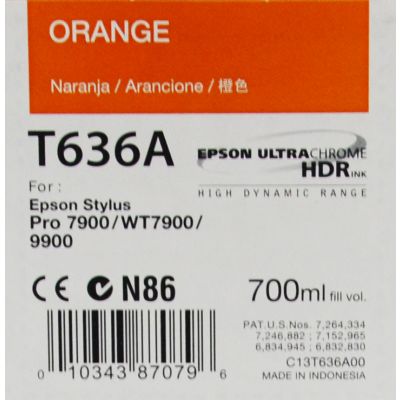 ORANGE
Naranja / Arancione / 橙色
T636A
EPSON ULTRACHROME
HDR INK
HIGH DYNAMIC RANGE
For :
Epson Stylus
Pro 7900/WT7900/
9900
CE N86
700ml fill vol.
PAT.U.S.Nos. 7,264,334
7,246,882 ; 7,152,965
6,834,945 ; 6,832,830
C13T636A00
MADE IN INDONESIA
0 10343 87079 6